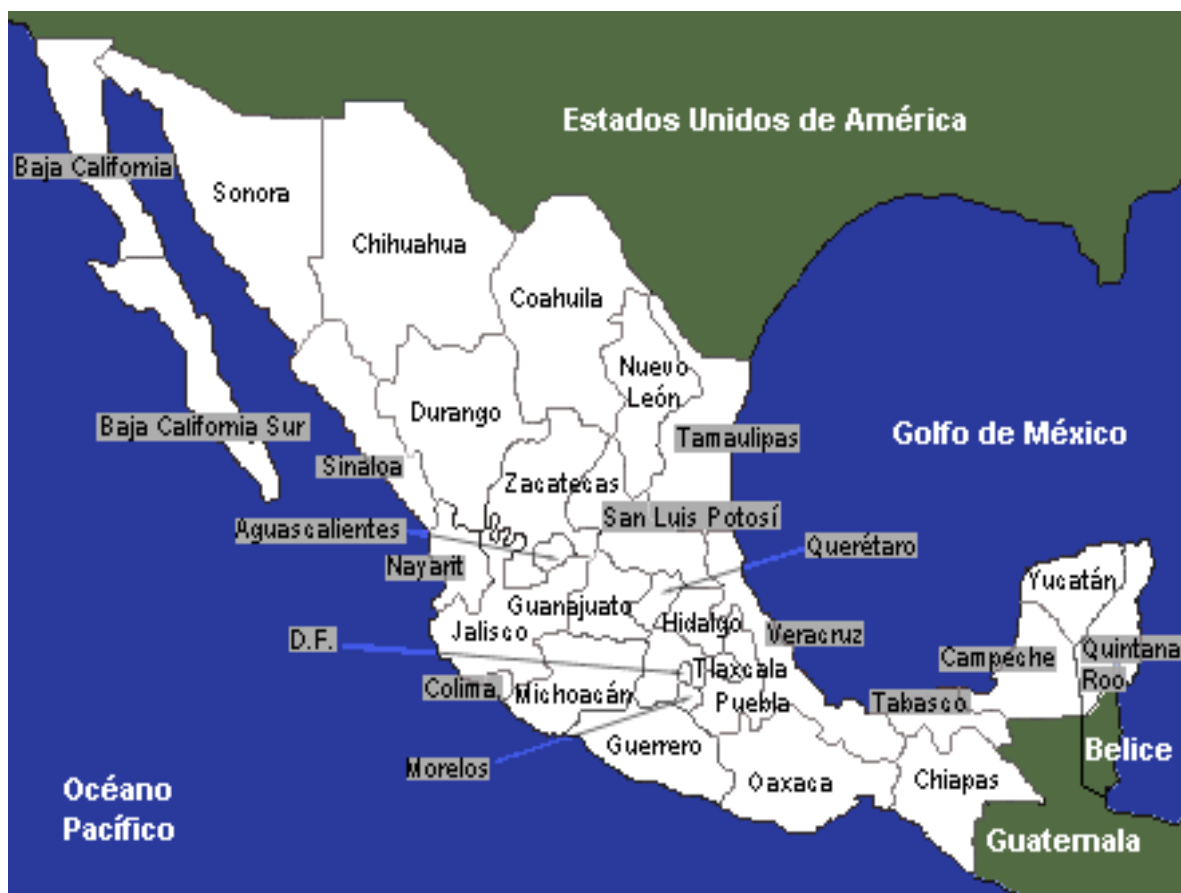 Estados Unidos de América
Baja California
Sonora
Chihuahua
Coahuila
Nuevo
León
Durango
Baja California Sur
Tamaulipas
Golfo de México
Sinaloa
Zacatecas
San Luis Potosí
Aguascalientes
Querétaro
Nayarit
Yucatán
Guanajuato
Hidalgo
Jalisco
Veracruz
D.F.
Campeche
Quintana
Roo
Tlaxcala
Colima
Michoacán
Puebla
Tabasco
Guerrero
Belice
Morelos
Oaxaca
Chiapas
Océano
Pacífico
Guatemala